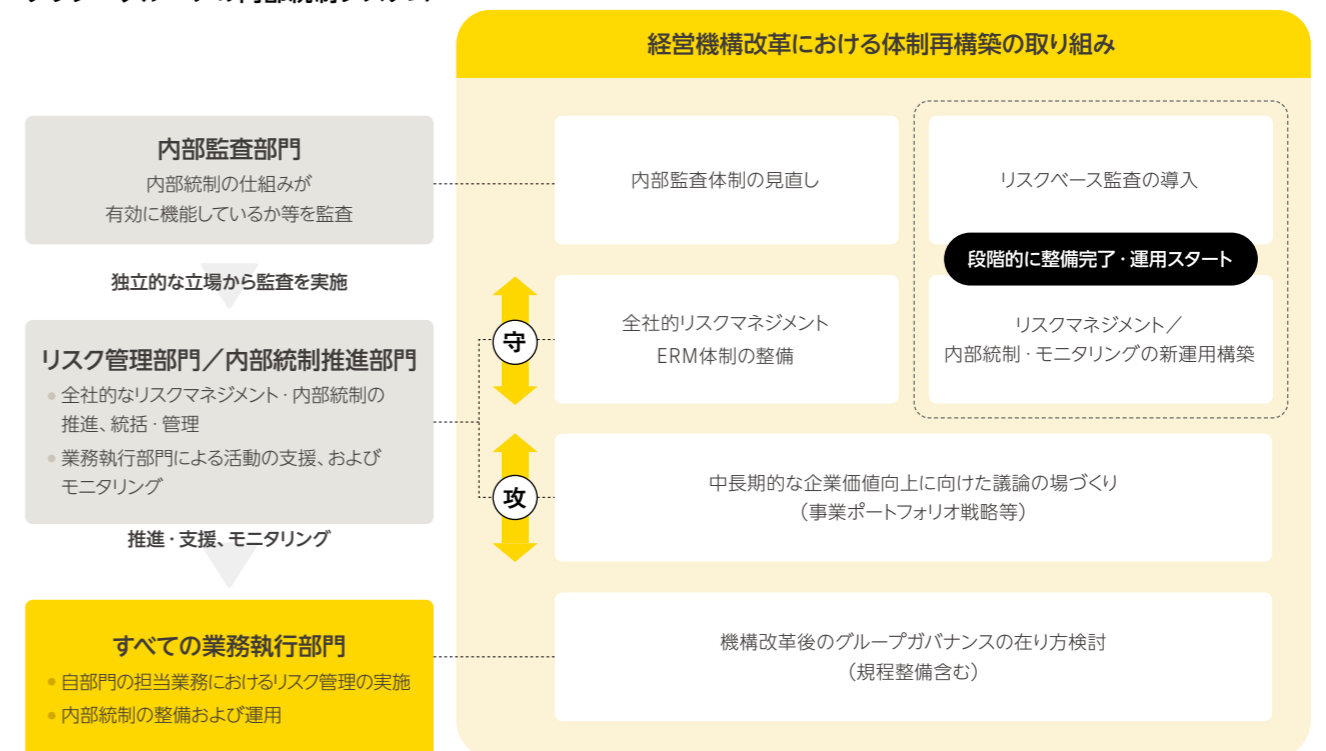 経営機構改革における体制再構築の取り組み
内部監査部門
内部統制の仕組みが
有効に機能しているか等を監査
独立的な立場から監査を実施
リスク管理部門／内部統制推進部門
• 全社的なリスクマネジメント・内部統制の
推進、統括・管理
• 業務執行部門による活動の支援、および
モニタリング
推進・支援、モニタリング
すべての業務執行部門
• 自部門の担当業務におけるリスク管理の実施
• 内部統制の整備および運用
内部監査体制の見直し
リスクベース監査の導入
段階的に整備完了・運用スタート
守
全社的リスクマネジメント
ERM体制の整備
リスクマネジメント／
内部統制・モニタリングの新運用構築
攻
中長期的な企業価値向上に向けた議論の場づくり
（事業ポートフォリオ戦略等）
機構改革後のグループガバナンスの在り方検討
（規程整備含む）